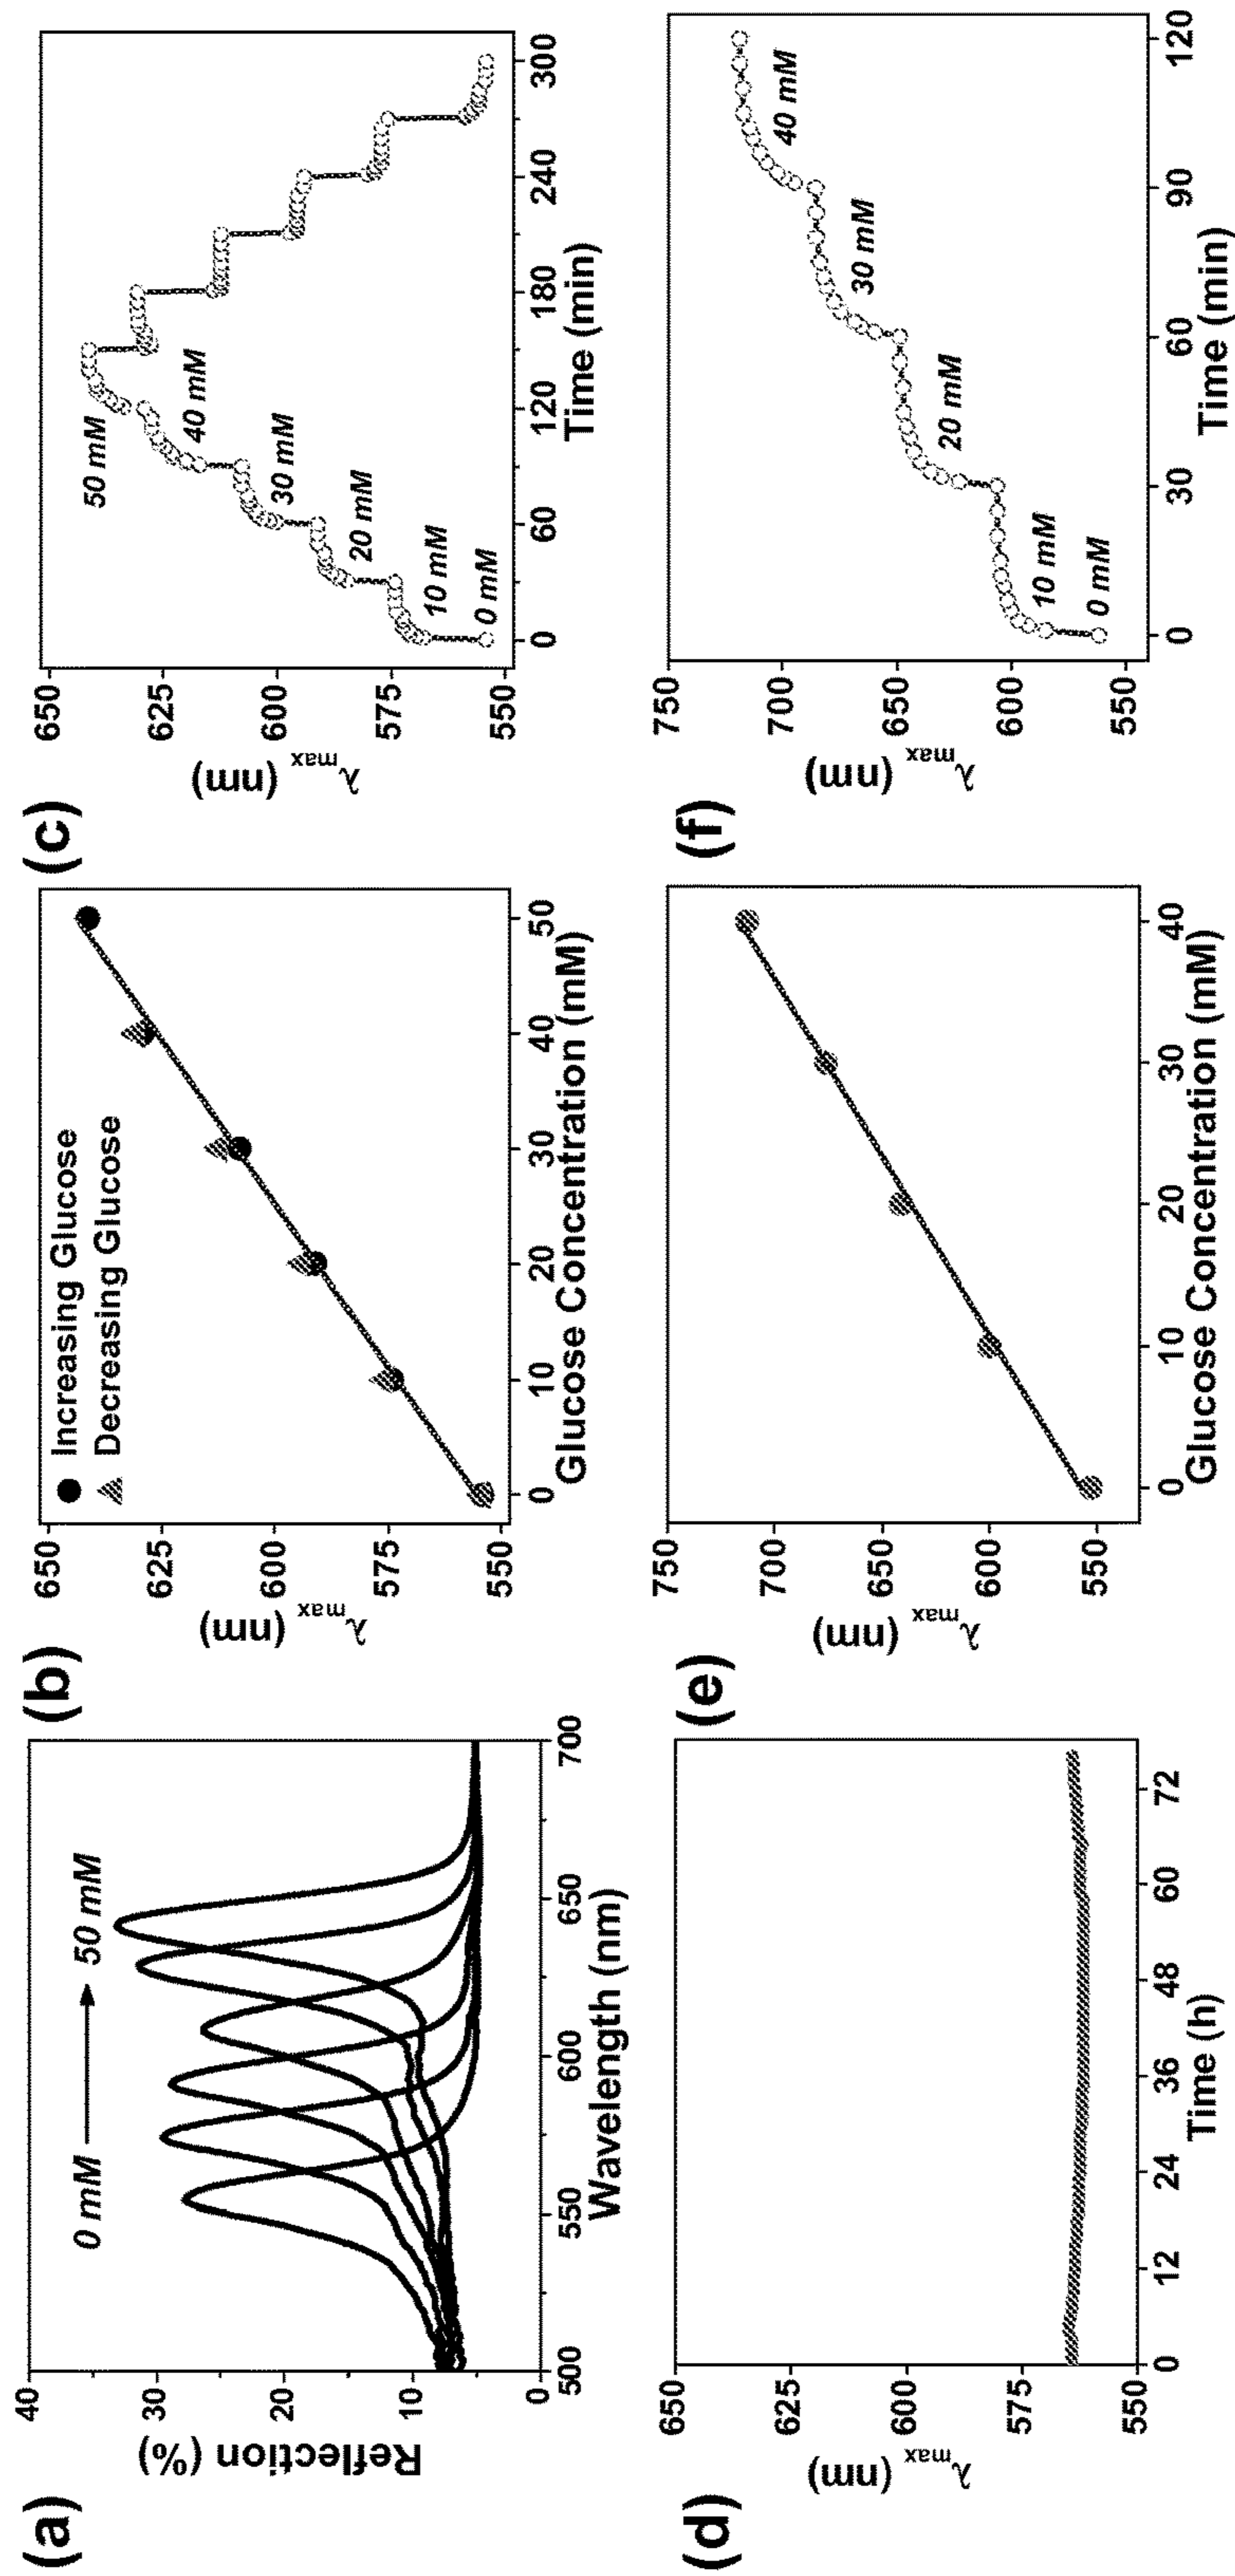 (a)
Reflection (%)
40
30
20
10
0
0 mM
50 mM
500
550
600
650
700
Wavelength (nm)
(b)
λmax (nm)
650
625
600
575
550
Increasing Glucose
Decreasing Glucose
0
10
20
30
40
50
Glucose Concentration (mM)
(c)
λmax (nm)
650
625
600
575
550
0 mM
10 mM
20 mM
30 mM
40 mM
50 mM
0
60
120
180
240
300
Time (min)
(d)
λmax (nm)
650
625
600
575
550
0
12
24
36
48
60
72
Time (h)
(e)
λmax (nm)
750
700
650
600
550
0
10
20
30
40
Glucose Concentration (mM)
(f)
λmax (nm)
750
700
650
600
550
0 mM
10 mM
20 mM
30 mM
40 mM
0
30
60
90
120
Time (min)